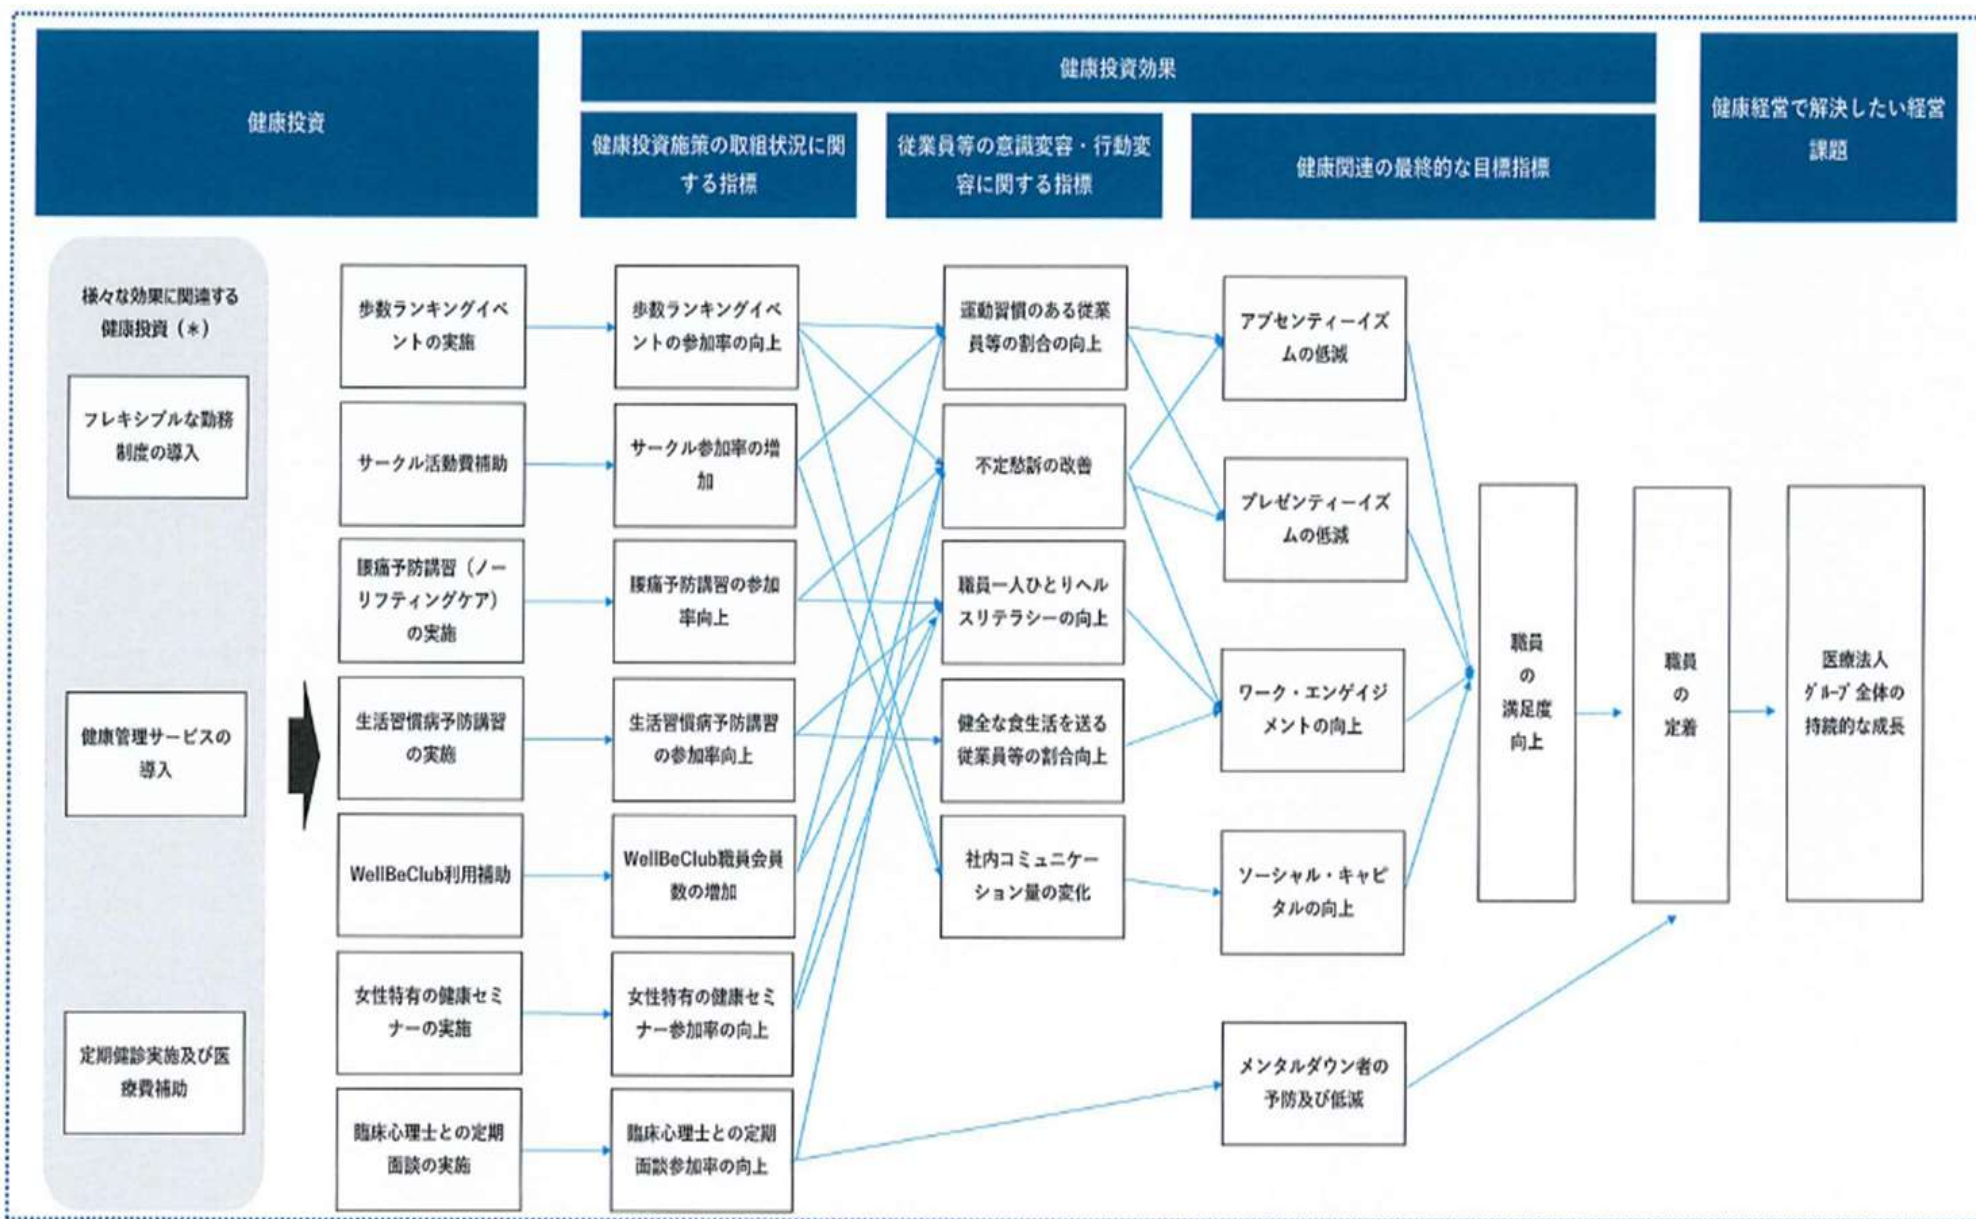 健康投資
健康投資効果
健康投資施策の取組状況に関
する指標
従業員等の意識変容・行動変
容に関する指標
健康関連の最終的な目標指標
健康経営で解決したい経営
課題
様々な効果に関連する
健康投資（＊）
フレキシブルな勤務
制度の導入
健康管理サービスの
導入
定期健診実施及び医
療費補助
歩数ランキングイベ
ントの実施
サークル活動費補助
腰痛予防講習（ノー
リフティングケア）
の実施
生活習慣病予防講習
の実施
WellBeClub利用補助
女性特有の健康セミ
ナーの実施
臨床心理士との定期
面談の実施
歩数ランキングイベ
ントの参加率の向上
サークル参加率の増
加
腰痛予防講習の参加
率向上
生活習慣病予防講習
の参加率向上
WellBeClub職員会員
数の増加
女性特有の健康セミ
ナー参加率の向上
臨床心理士との定期
面談参加率の向上
運動習慣のある従業
員等の割合の向上
不定愁訴の改善
職員一人ひとりヘル
スリテラシーの向上
健全な食生活を送る
従業員等の割合向上
社内コミュニケー
ション量の変化
アブセンティーイズ
ムの低減
プレゼンティーイズ
ムの低減
ワーク・エンゲイジ
メントの向上
ソーシャル・キャピ
タルの向上
メンタルダウン者の
予防及び低減
職員
の
満足度
向上
職員
の
定着
医療法人
グループ全体の
持続的な成長